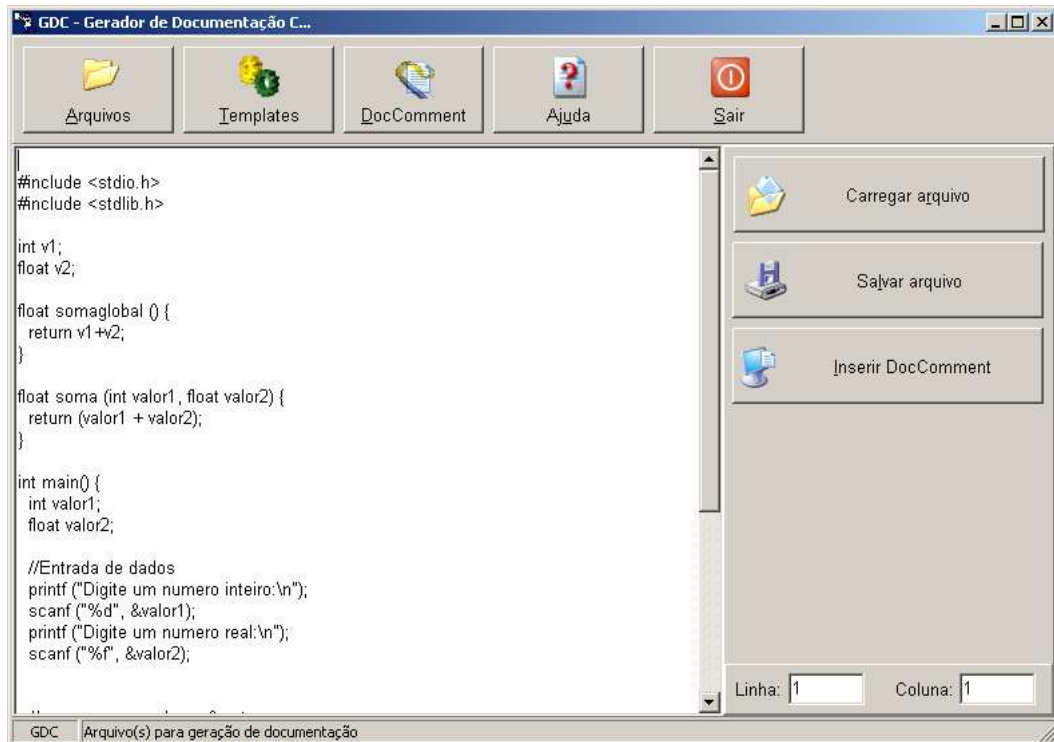 GDC - Gerador de Documentação C...
Arquivos
Templates
DocComment
Ajuda
Sair
#include <stdio.h>
#include <stdlib.h>
int v1;
float v2;
float somaglobal () {
return v1+v2;
}
float soma (int valor1, float valor2) {
return (valor1 + valor2);
}
int main() {
int valor1;
float valor2;
//Entrada de dados
printf ("Digite um numero inteiro:\n");
scanf ("%d", &valor1);
printf ("Digite um numero real:\n");
scanf ("%f", &valor2);
Carregar arquivo
Salvar arquivo
Inserir DocComment
Linha: 1 Coluna: 1
GDC Arquivo(s) para geração de documentação